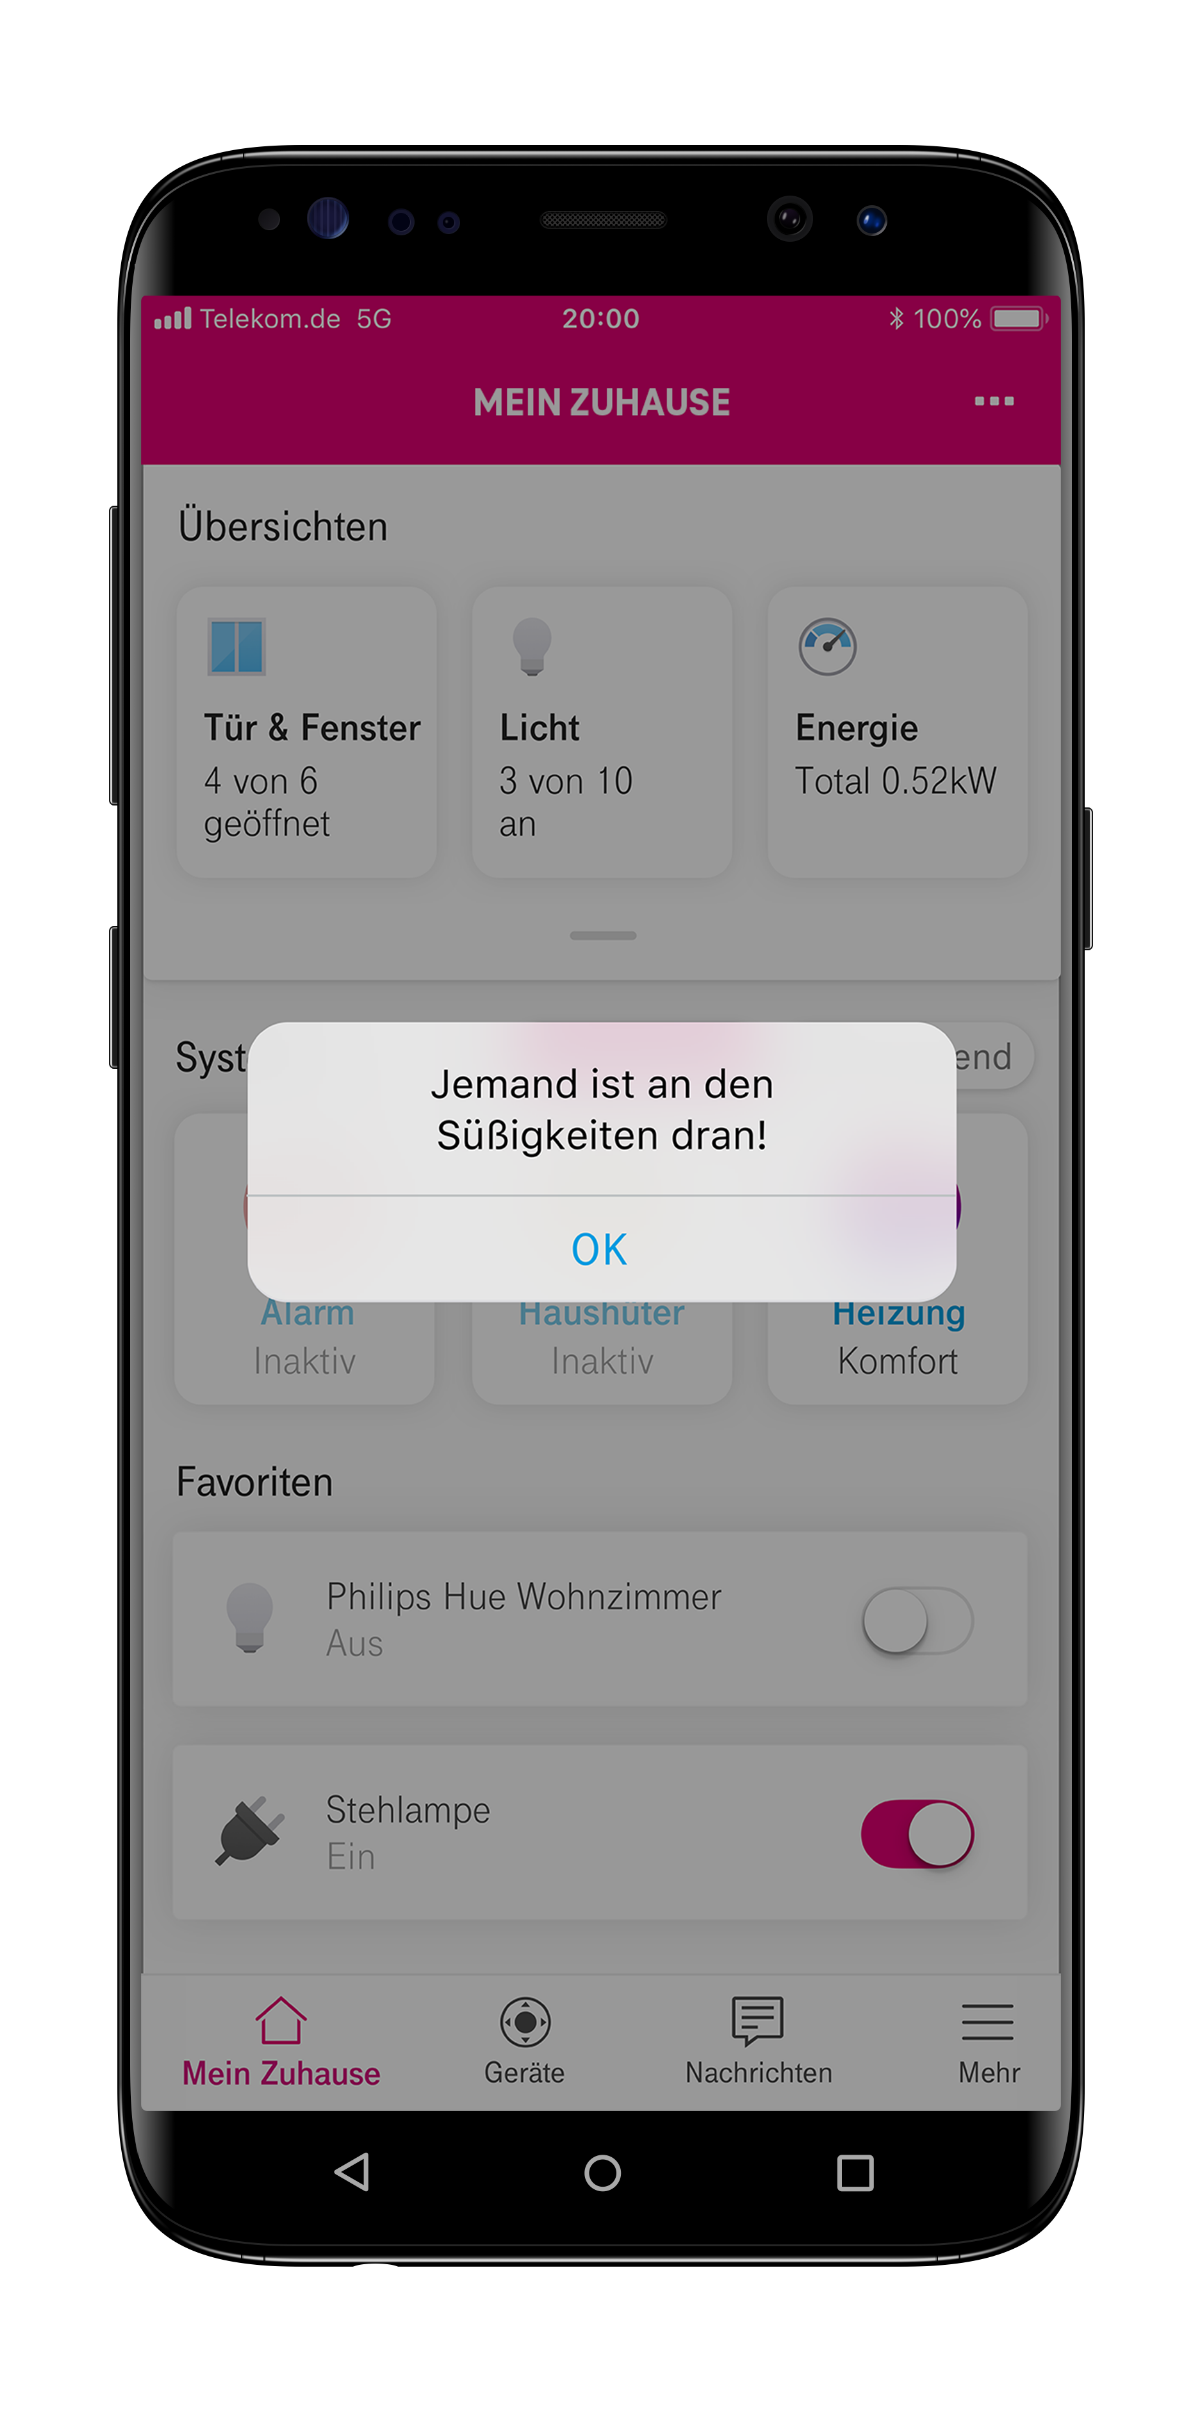 Telekom.de 5G 20:00 100%
MEIN ZUHAUSE
Übersichten
Tür & Fenster
4 von 6
geöffnet
Licht
3 von 10
an
Energie
Total 0.52kW
Jemand ist an den
Süßigkeiten dran!
OK
Alarm
Inaktiv
Haushüter
Inaktiv
Heizung
Komfort
Favoriten
Philips Hue Wohnzimmer
Aus
Stehlampe
Ein
Mein Zuhause
Geräte
Nachrichten
Mehr